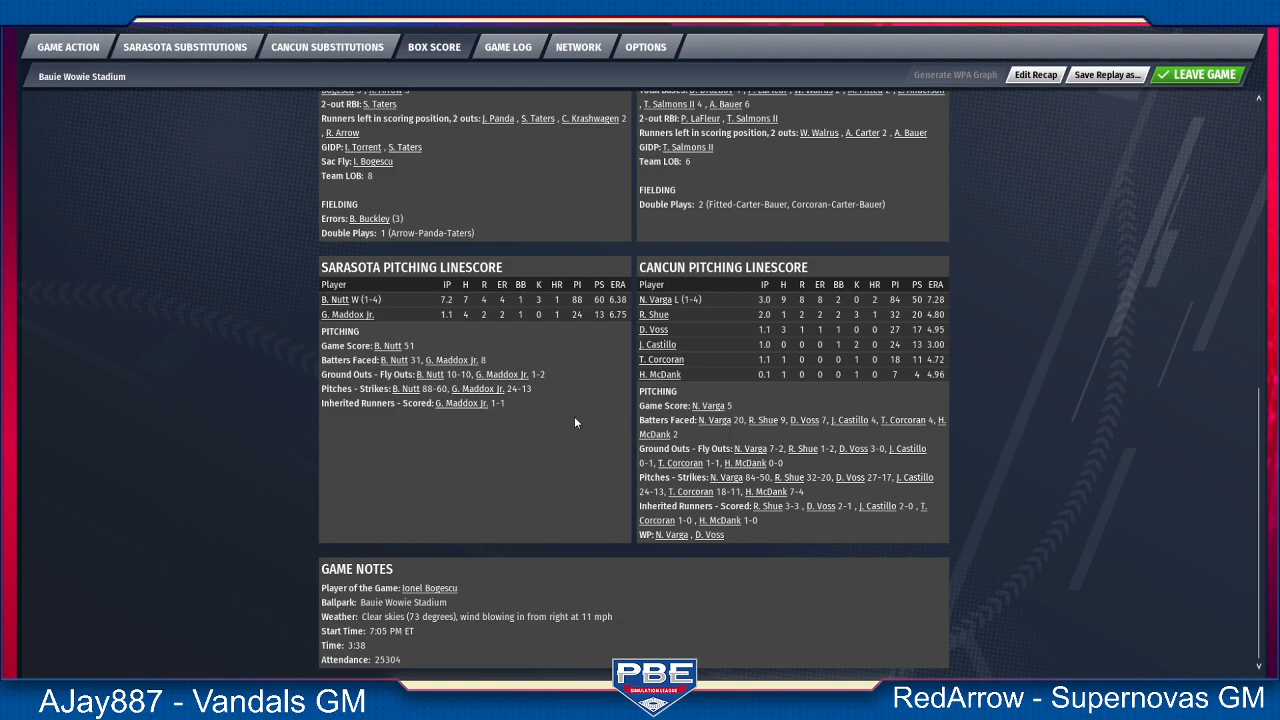 GAME ACTION SARASOTA SUBSTITUTIONS CANCUN SUBSTITUTIONS BOX SCORE GAME LOG NETWORK OPTIONS
Bauie Wowie Stadium Generate WPA Graph Edit Recap Save Replay as... LEAVE GAME
2-out RBI: S. Taters
Runners left in scoring position, 2 outs: J. Panda , S. Taters , C. Krashwagen 2
, R. Arrow
GIDP: I. Torrent , S. Taters
Sac Fly: I. Bogescu
Team LOB: 8
FIELDING
Errors: B. Buckley (3)
Double Plays: 1 (Arrow-Panda-Taters)
, T. Salmons II 4 , A. Bauer 6
2-out RBI: P. LaFleur , T. Salmons II
Runners left in scoring position, 2 outs: W. Walrus , A. Carter 2 , A. Bauer
GIDP: T. Salmons II
Team LOB: 6
FIELDING
Double Plays: 2 (Fitted-Carter-Bauer, Corcoran-Carter-Bauer)
SARASOTA PITCHING LINESCORE
Player IP H R ER BB K HR PI PS ERA
B. Nutt W (1-4) 7.2 7 4 4 1 3 1 88 60 6.38
G. Maddox Jr. 1.1 4 2 2 1 0 1 24 13 6.75
PITCHING
Game Score: B. Nutt 51
Batters Faced: B. Nutt 31, G. Maddox Jr. 8
Ground Outs - Fly Outs: B. Nutt 10-10, G. Maddox Jr. 1-2
Pitches - Strikes: B. Nutt 88-60, G. Maddox Jr. 24-13
Inherited Runners - Scored: G. Maddox Jr. 1-1
CANCUN PITCHING LINESCORE
Player IP H R ER BB K HR PI PS ERA
N. Varga L (1-4) 3.0 9 8 8 2 0 2 84 50 7.28
R. Shue 2.0 1 2 2 2 3 1 32 20 4.80
D. Voss 1.1 3 1 1 1 0 0 27 17 4.95
J. Castillo 1.0 0 0 0 1 2 0 24 13 3.00
T. Corcoran 1.1 1 0 0 0 1 0 18 11 4.72
H. McDank 0.1 1 0 0 0 1 0 7 4 4.96
PITCHING
Game Score: N. Varga 5
Batters Faced: N. Varga 20, R. Shue 9, D. Voss 7, J. Castillo 4, T. Corcoran 4, H.
McDank 2
Ground Outs - Fly Outs: N. Varga 7-2, R. Shue 1-2, D. Voss 3-0, J. Castillo
0-1, T. Corcoran 1-1, H. McDank 0-0
Pitches - Strikes: N. Varga 84-50, R. Shue 32-20, D. Voss 27-17, J. Castillo
24-13, T. Corcoran 18-11, H. McDank 7-4
Inherited Runners - Scored: R. Shue 3-3 , D. Voss 2-1 , J. Castillo 2-0 , T.
Corcoran 1-0 , H. McDank 1-0
WP: N. Varga , D. Voss
GAME NOTES
Player of the Game: Ionel Bogescu
Ballpark: Bauie Wowie Stadium
Weather: Clear skies (73 degrees), wind blowing in from right at 11 mph
Start Time: 7:05 PM ET
Time: 3:38
Attendance: 25304
PBE
SIMULATION LEAGUE
AJay887 - Vandals GM
RedArrow - Supernovas GM